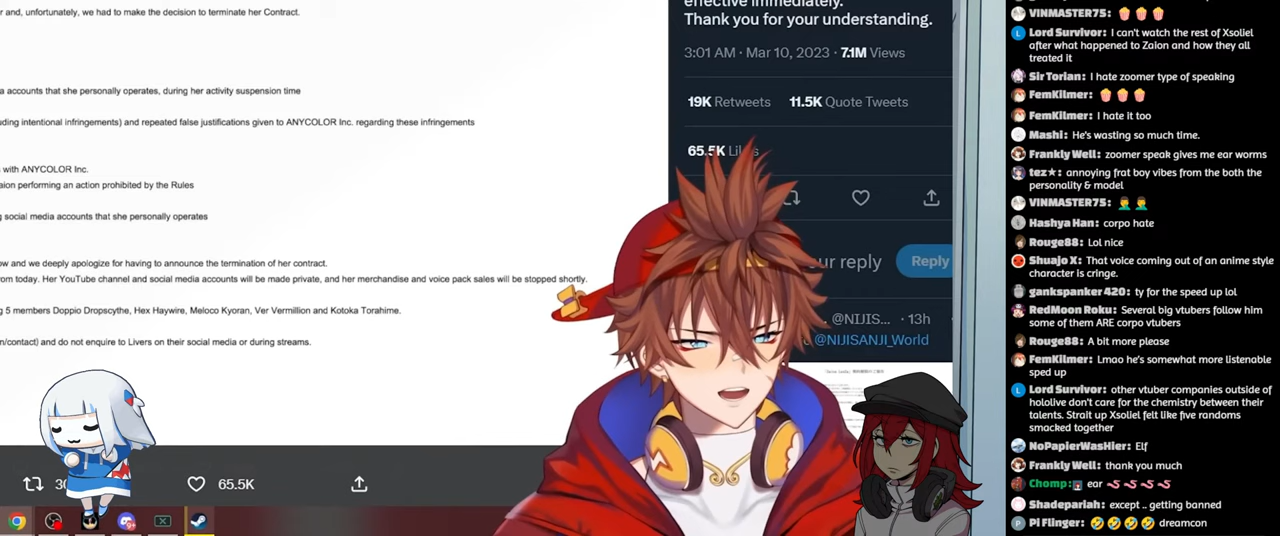 r and, unfortunately, we had to make the decision to terminate her Contract.
a accounts that she personally operates, during her activity suspension time
uding intentional infringements) and repeated false justifications given to ANYCOLOR Inc. regarding these infringements
with ANYCOLOR Inc.
aion performing an action prohibited by the Rules
g social media accounts that she personally operates
ow and we deeply apologize for having to announce the termination of her contract.
rom today. Her YouTube channel and social media accounts will be made private, and her merchandise and voice pack sales will be stopped shortly.
g 5 members Doppio Dropscythe, Hex Haywire, Meloco Kyoran, Ver Vermillion and Kotoka Torahime.
n/contact) and do not enquire to Livers on their social media or during streams.
65.5K
effective immediately.
Thank you for your understanding.
3:01 AM · Mar 10, 2023 · 7.1M Views
19K Retweets 11.5K Quote Tweets
65.5K Likes
ur reply
Reply
@NIJIS... · 13h
@NIJISANJI_World
VINMASTER75: 🍿 🍿 🍿
Lord Survivor: I can't watch the rest of Xsoliel
after what happened to Zaion and how they all
treated it
Sir Torian: I hate zoomer type of speaking
FemKilmer: 🍿 🍿 🍿
FemKilmer: I hate it too
Mashi: He's wasting so much time.
Frankly Well: zoomer speak gives me ear worms
tez★: annoying frat boy vibes from the both the
personality & model
VINMASTER75: 🤦‍♂️ 🤦‍♂️
Hashya Han: corpo hate
Rouge88: Lol nice
Shuajo X: That voice coming out of an anime style
character is cringe.
gankspanker 420: ty for the speed up lol
RedMoon Roku: Several big vtubers follow him
some of them ARE corpo vtubers
Rouge88: A bit more please
FemKilmer: Lmao he's somewhat more listenable
sped up
Lord Survivor: other vtuber companies outside of
hololive don't care for the chemistry between their
talents. Strait up Xsoliel felt like five randoms
smacked together
NoPapierWasHier: Elf
Frankly Well: thank you much
Chomp: ear 🪱 🪱 🪱 🪱
Shadepariah: except .. getting banned
Pl Flinger: 🤣 🤣 🤣 🤣 dreamcon